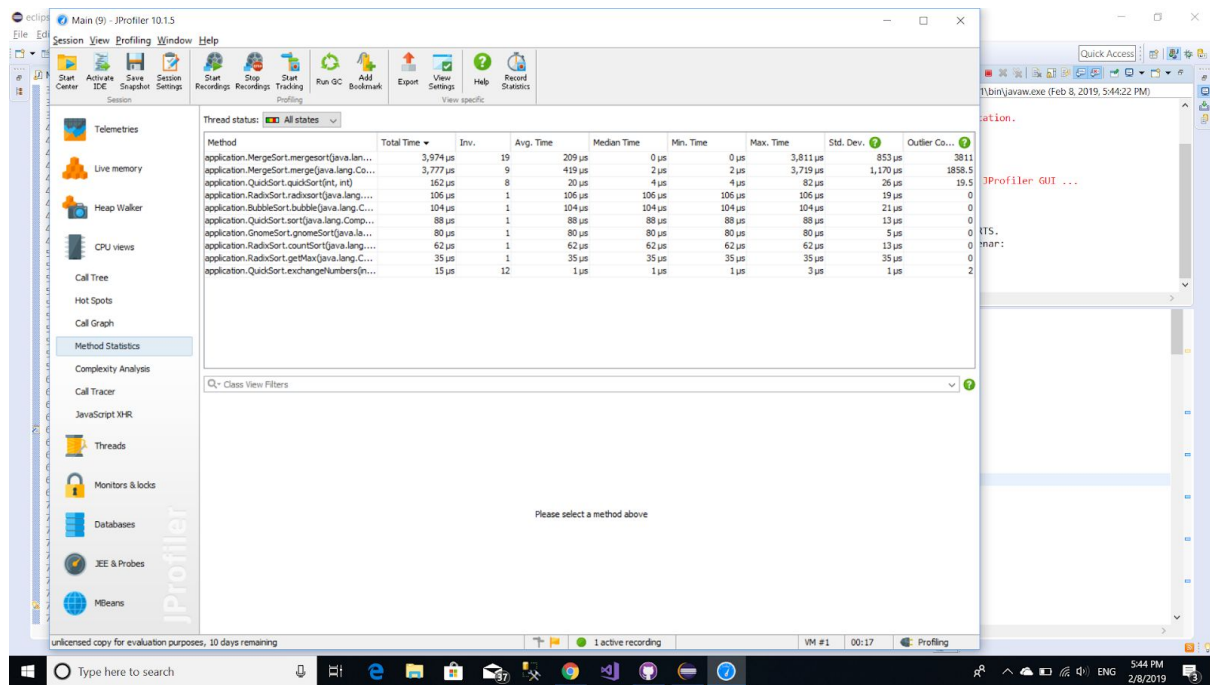 eclips
Main (9) - JProfiler 10.1.5
File Edi
Session View Profiling Window Help
Quick Access
Start Center
Activate IDE
Save Snapshot
Session Settings
Start Recordings
Stop Recordings
Start Tracking
Run GC
Add Bookmark
Export
View Settings
Help
Record Statistics
Session
Profiling
View specific
1\bin\javaw.exe (Feb 8, 2019, 5:44:22 PM)
Thread status: All states
cation.
JProfiler GUI ...
RTS.
enar:
Telemetries
Live memory
Heap Walker
CPU views
Call Tree
Hot Spots
Call Graph
Method Statistics
Complexity Analysis
Call Tracer
JavaScript XHR
Threads
Monitors & locks
Databases
JEE & Probes
MBeans
JProfiler
Method Total Time Inv. Avg. Time Median Time Min. Time Max. Time Std. Dev. Outlier Co...
application.MergeSort.mergesort(java.lan... 3,974 µs 19 209 µs 0 µs 0 µs 3,811 µs 853 µs 3811
application.MergeSort.merge(java.lang.Co... 3,777 µs 9 419 µs 2 µs 2 µs 3,719 µs 1,170 µs 1858.5
application.QuickSort.quickSort(int, int) 162 µs 8 20 µs 4 µs 4 µs 82 µs 26 µs 19.5
application.RadixSort.radixsort(java.lang.... 106 µs 1 106 µs 106 µs 106 µs 106 µs 19 µs 0
application.BubbleSort.bubble(java.lang.C... 104 µs 1 104 µs 104 µs 104 µs 104 µs 21 µs 0
application.QuickSort.sort(java.lang.Comp... 88 µs 1 88 µs 88 µs 88 µs 88 µs 13 µs 0
application.GnomeSort.gnomeSort(java.la... 80 µs 1 80 µs 80 µs 80 µs 80 µs 5 µs 0
application.RadixSort.countSort(java.lang.... 62 µs 1 62 µs 62 µs 62 µs 62 µs 13 µs 0
application.RadixSort.getMax(java.lang.C... 35 µs 1 35 µs 35 µs 35 µs 35 µs 35 µs 0
application.QuickSort.exchangeNumbers(in... 15 µs 12 1 µs 1 µs 1 µs 3 µs 1 µs 2
Class View Filters
Please select a method above
unlicensed copy for evaluation purposes, 10 days remaining
1 active recording
VM #1
00:17
Profiling
Type here to search
37
ENG
5:44 PM
2/8/2019
3